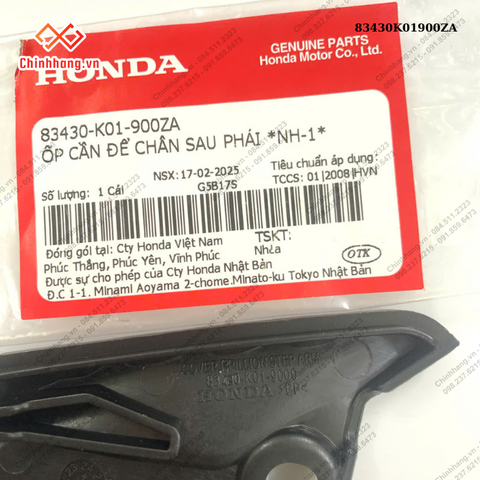 83430K01900ZA
Chinhhang.vn
GENUINE PARTS
Honda Motor Co., Ltd.
HONDA
83430-K01-900ZA
ỐP CẦN ĐỂ CHÂN SAU PHẢI *NH-1*
NSX: 17-02-2025
Tiêu chuẩn áp dụng:
Số lượng: 1 Cái
G5B17S
TCCS: 01|2008|HVN
Đóng gói tại: Cty Honda Việt Nam
TSKT:
Phúc Thắng, Phúc Yên, Vĩnh Phúc
Nhựa
OTK
Được sự cho phép của Cty Honda Nhật Bản
Đ.C 1-1. Minami Aoyama 2-chome.Minato-ku Tokyo Nhật Bản
83430-K01-9000
HONDA